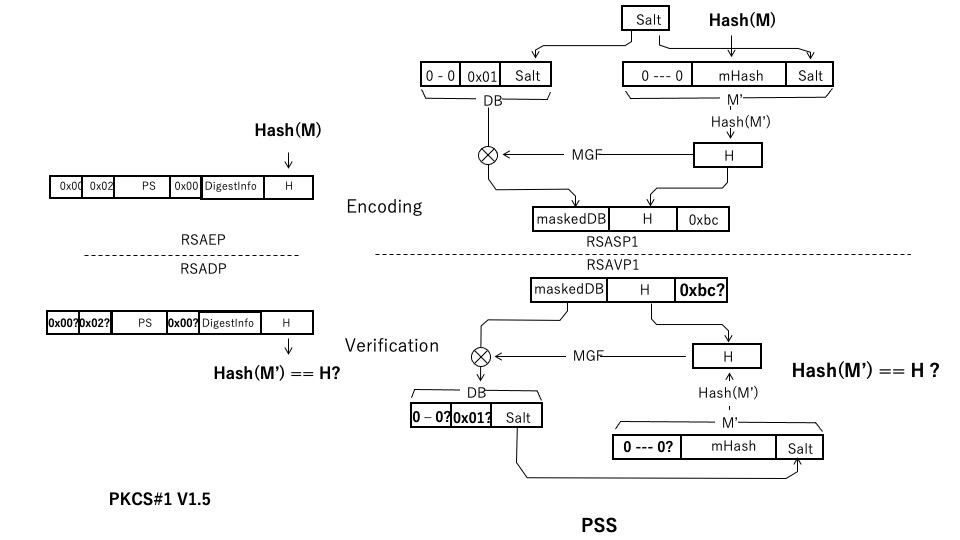 Hash(M)
0x00 0x02 PS 0x00 DigestInfo H
Encoding
RSAEP
RSADP
0x00? 0x02? PS 0x00? DigestInfo H
Verification
Hash(M') == H?
PKCS#1 V1.5
Salt Hash(M)
0 - 0 0x01 Salt 0 --- 0 mHash Salt
DB M'
Hash(M')
MGF H
maskedDB H 0xbc
RSASP1
RSAVP1
maskedDB H 0xbc?
MGF H
Hash(M') == H ?
DB Hash(M')
0 – 0? 0x01? Salt M'
0 --- 0? mHash Salt
PSS